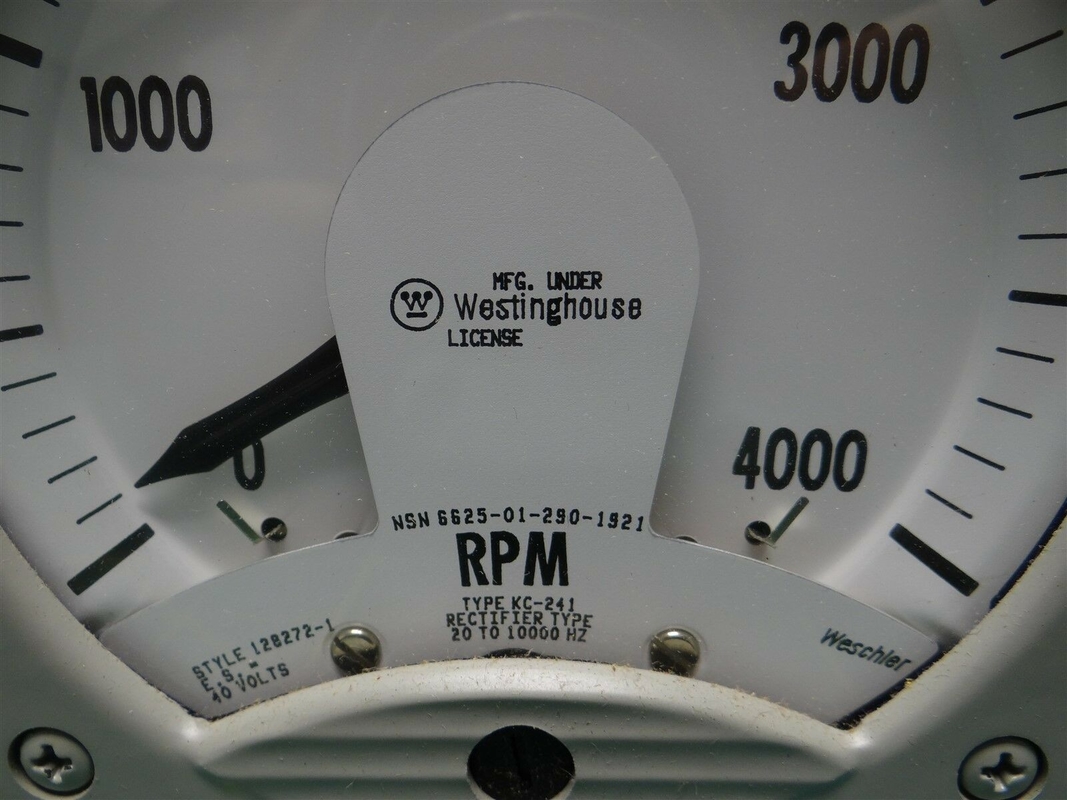 1000
3000
MFG. UNDER
W Westinghouse
LICENSE
0
4000
NSN 6625-01-290-1921
RPM
TYPE KC-241
RECTIFIER TYPE
20 TO 10000 HZ
STYLE 128272-1
E.S. =
40 VOLTS
Weschler